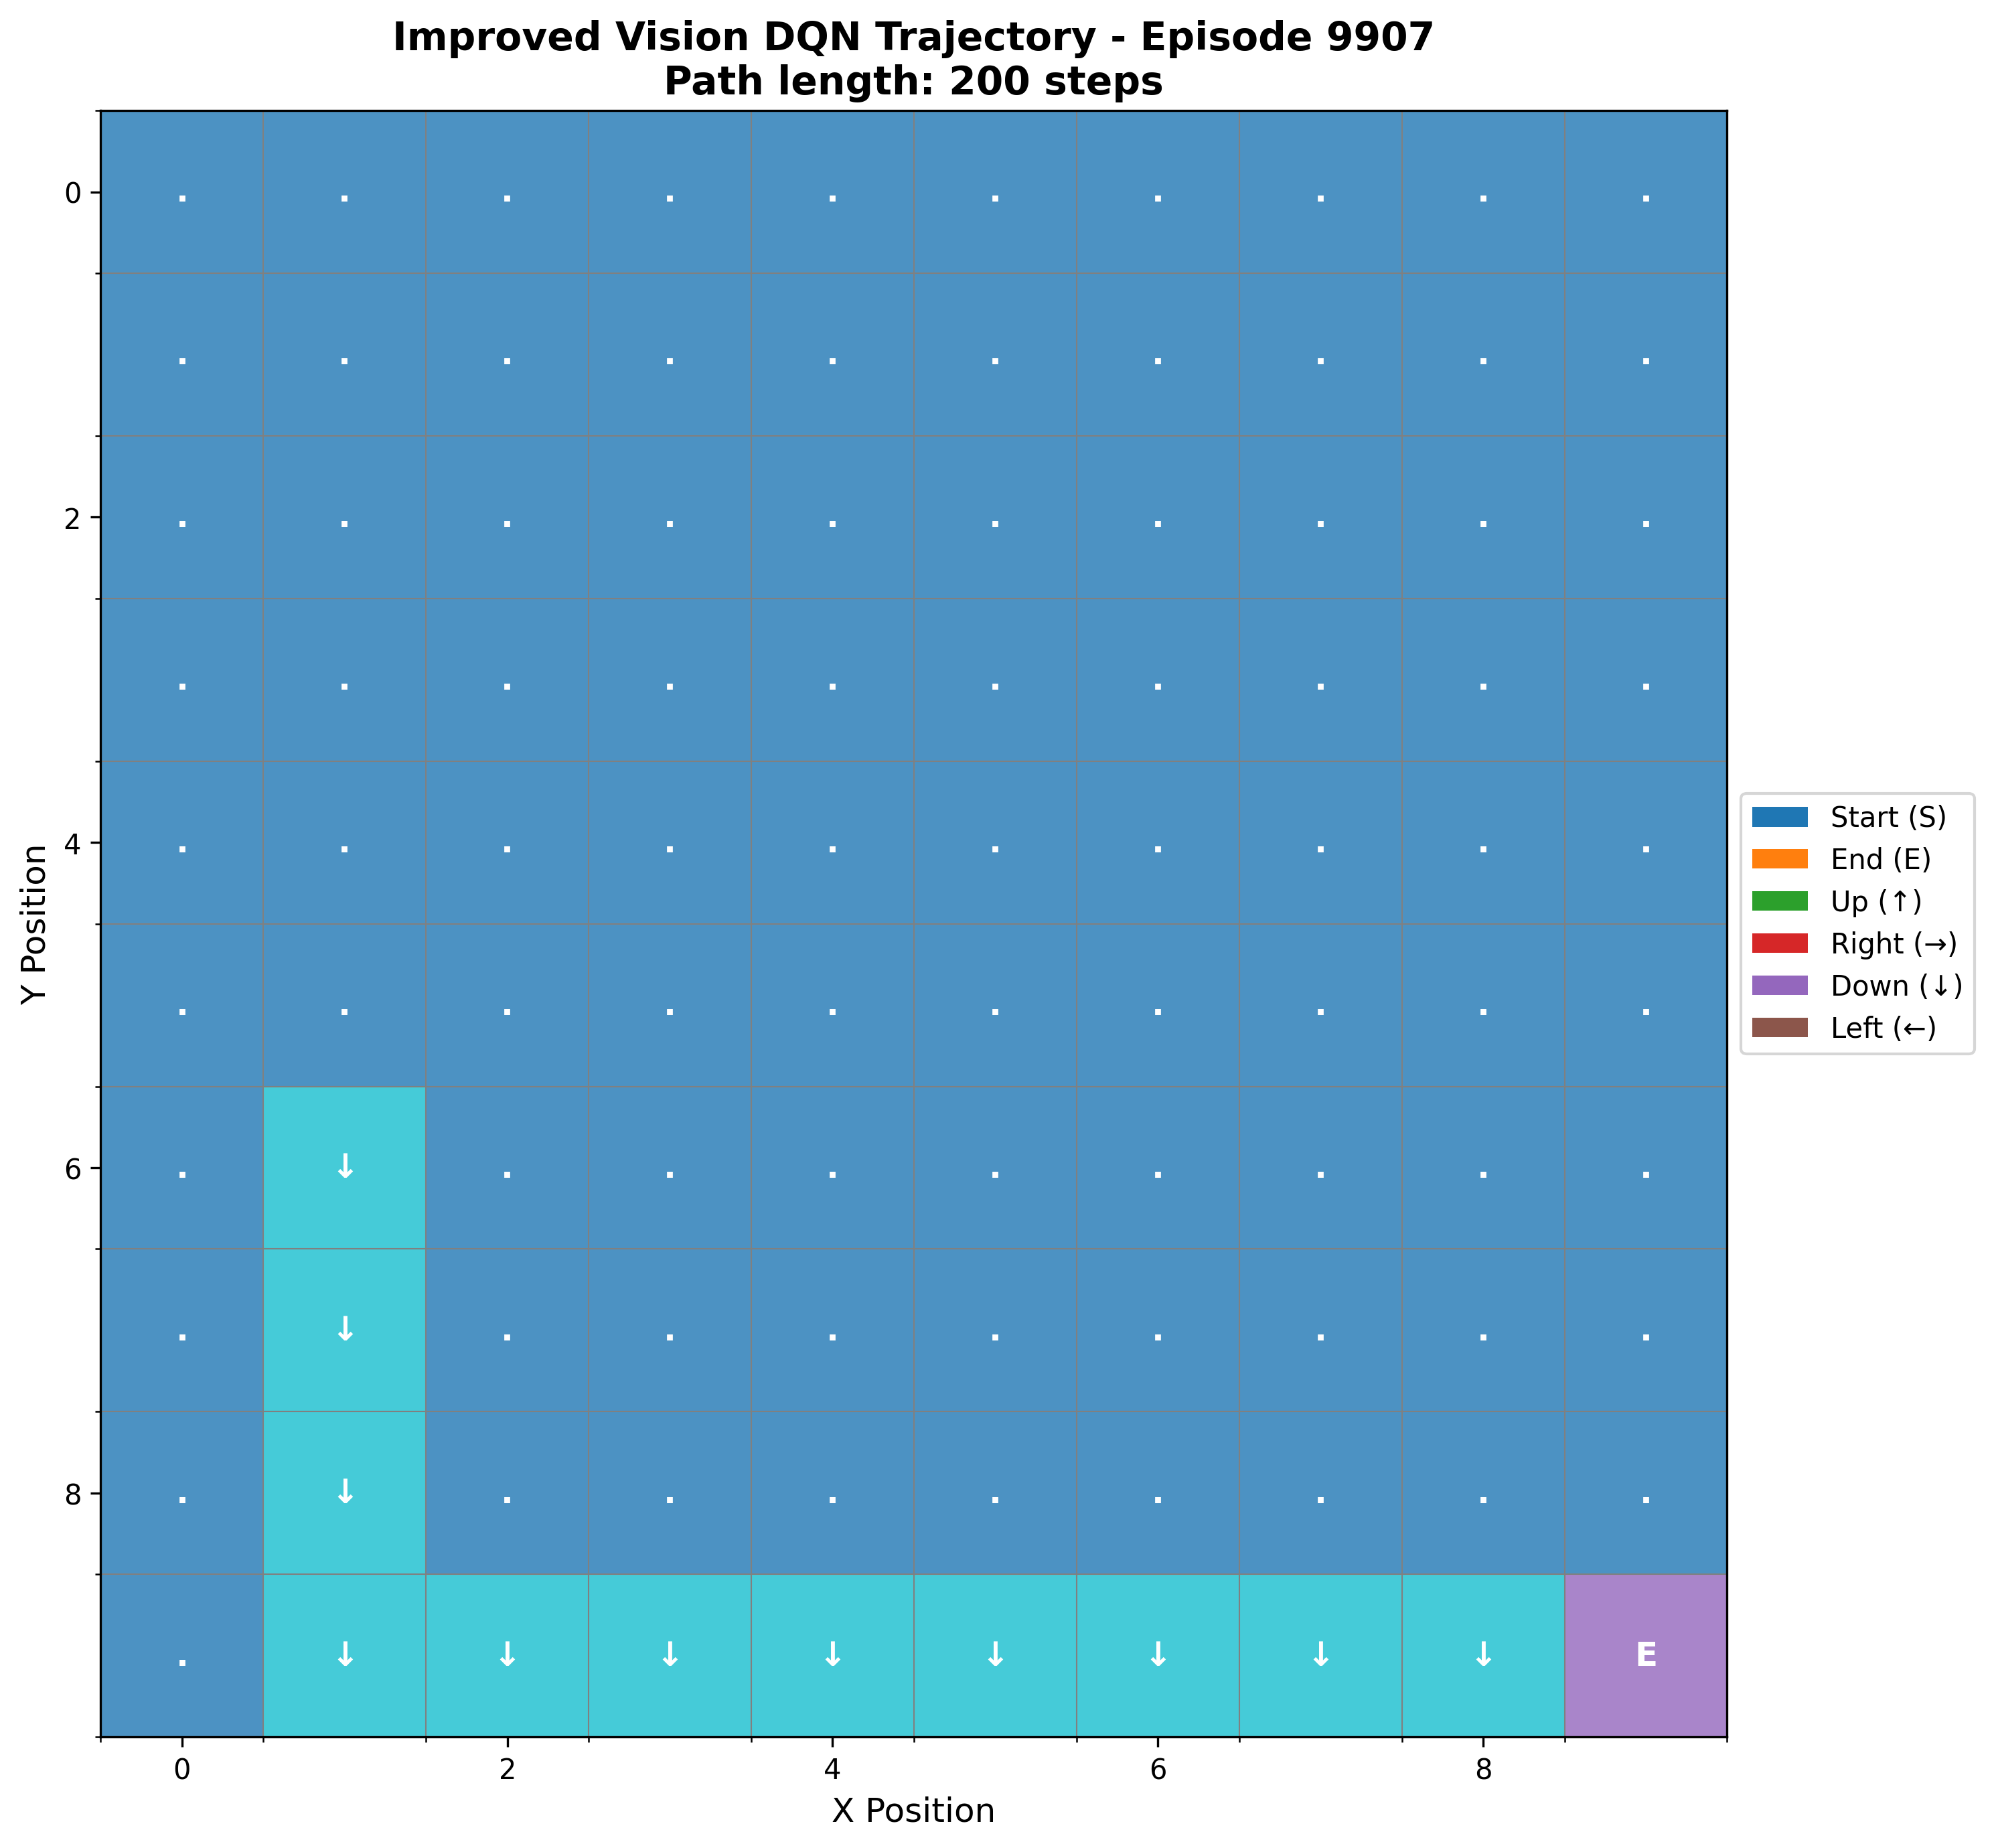 Improved Vision DQN Trajectory - Episode 9907
Path length: 200 steps
0 . . . . . . . . . .
. . . . . . . . . .
2 . . . . . . . . . .
. . . . . . . . . .
4 . . . . . . . . . .
. . . . . . . . . .
6 . ↓ . . . . . . . .
. ↓ . . . . . . . .
8 . ↓ . . . . . . . .
. ↓ ↓ ↓ ↓ ↓ ↓ ↓ ↓ E
0 2 4 6 8
X Position
Y Position
Start (S)
End (E)
Up (↑)
Right (→)
Down (↓)
Left (←)